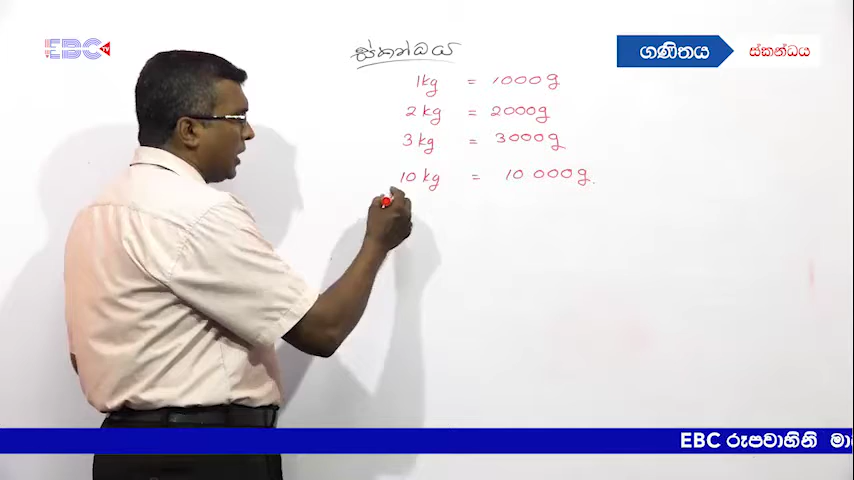 EBC TV
ස්කන්ධය
ගණිතය
ස්කන්ධය
1kg = 1000g
2 kg = 2000g
3 kg = 3000g
10 kg = 10 000g.
EBC රූපවාහිනි